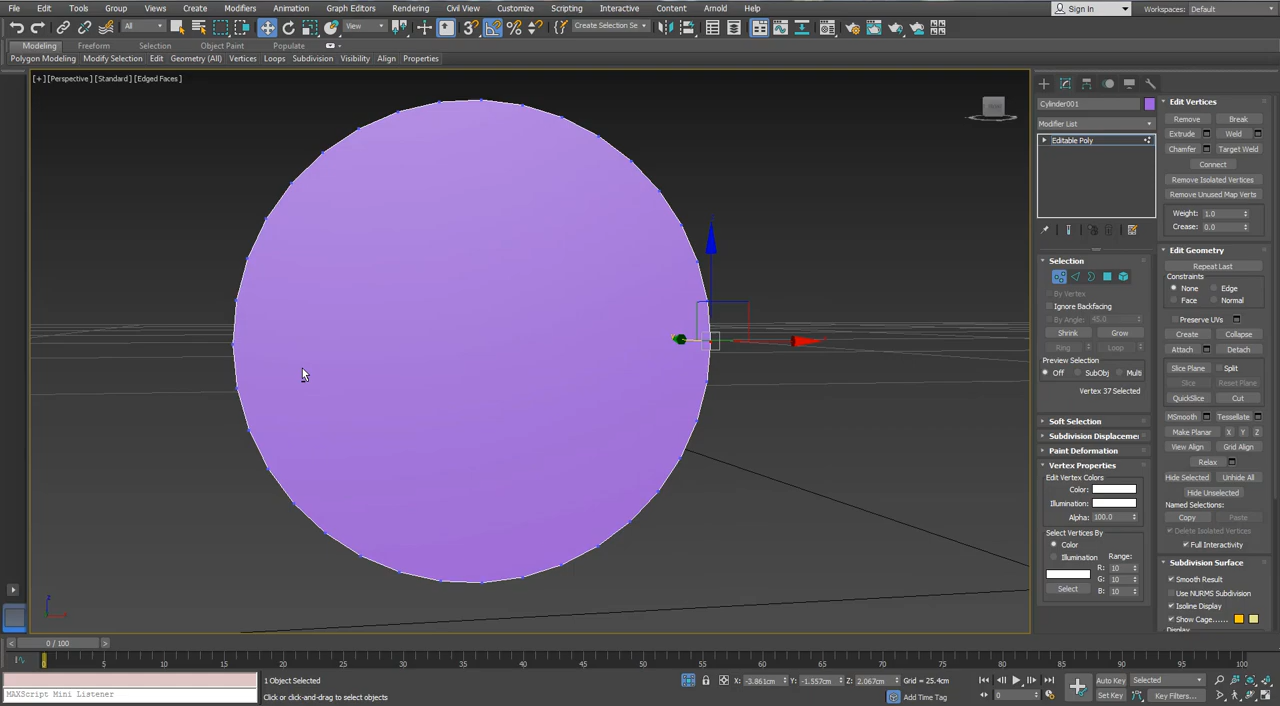 File Edit Tools Group Views Create Modifiers Animation Graph Editors Rendering Civil View Customize Scripting Interactive Content Arnold Help
Sign In Workspaces: Default
All View Create Selection Se
Modeling Freeform Selection Object Paint Populate
Polygon Modeling Modify Selection Edit Geometry (All) Vertices Loops Subdivision Visibility Align Properties
[+] [Perspective] [Standard] [Edged Faces]
Cylinder001
Modifier List
Editable Poly
Selection
By Vertex
Ignore Backfacing
By Angle: 45.0
Shrink Grow
Ring Loop
Preview Selection
Off SubObj Multi
Vertex 37 Selected
Soft Selection
Subdivision Displaceme
Paint Deformation
Vertex Properties
Edit Vertex Colors
Color:
Illumination:
Alpha: 100.0
Select Vertices By
Color
Illumination Range:
R: 10
G: 10
Select B: 10
Edit Vertices
Remove Break
Extrude Weld
Chamfer Target Weld
Connect
Remove Isolated Vertices
Remove Unused Map Verts
Weight: 1.0
Crease: 0.0
Edit Geometry
Repeat Last
Constraints
None Edge
Face Normal
Preserve UVs
Create Collapse
Attach Detach
Slice Plane Split
Slice Reset Plane
QuickSlice Cut
MSmooth Tessellate
Make Planar X Y Z
View Align Grid Align
Relax
Hide Selected Unhide All
Hide Unselected
Named Selections:
Copy Paste
Delete Isolated Vertices
Full Interactivity
Subdivision Surface
Smooth Result
Use NURMS Subdivision
Isoline Display
Show Cage......
z
< 0 / 100 >
0 5 10 15 20 25 30 35 40 45 50 55 60 65 70 75 80 85 90 95 100
1 Object Selected X: -3.861cm Y: -1.557cm Z: 2.067cm Grid = 25.4cm Auto Key Selected
MAXScript Mini Listener Click or click-and-drag to select objects Add Time Tag 0 Set Key Key Filters...